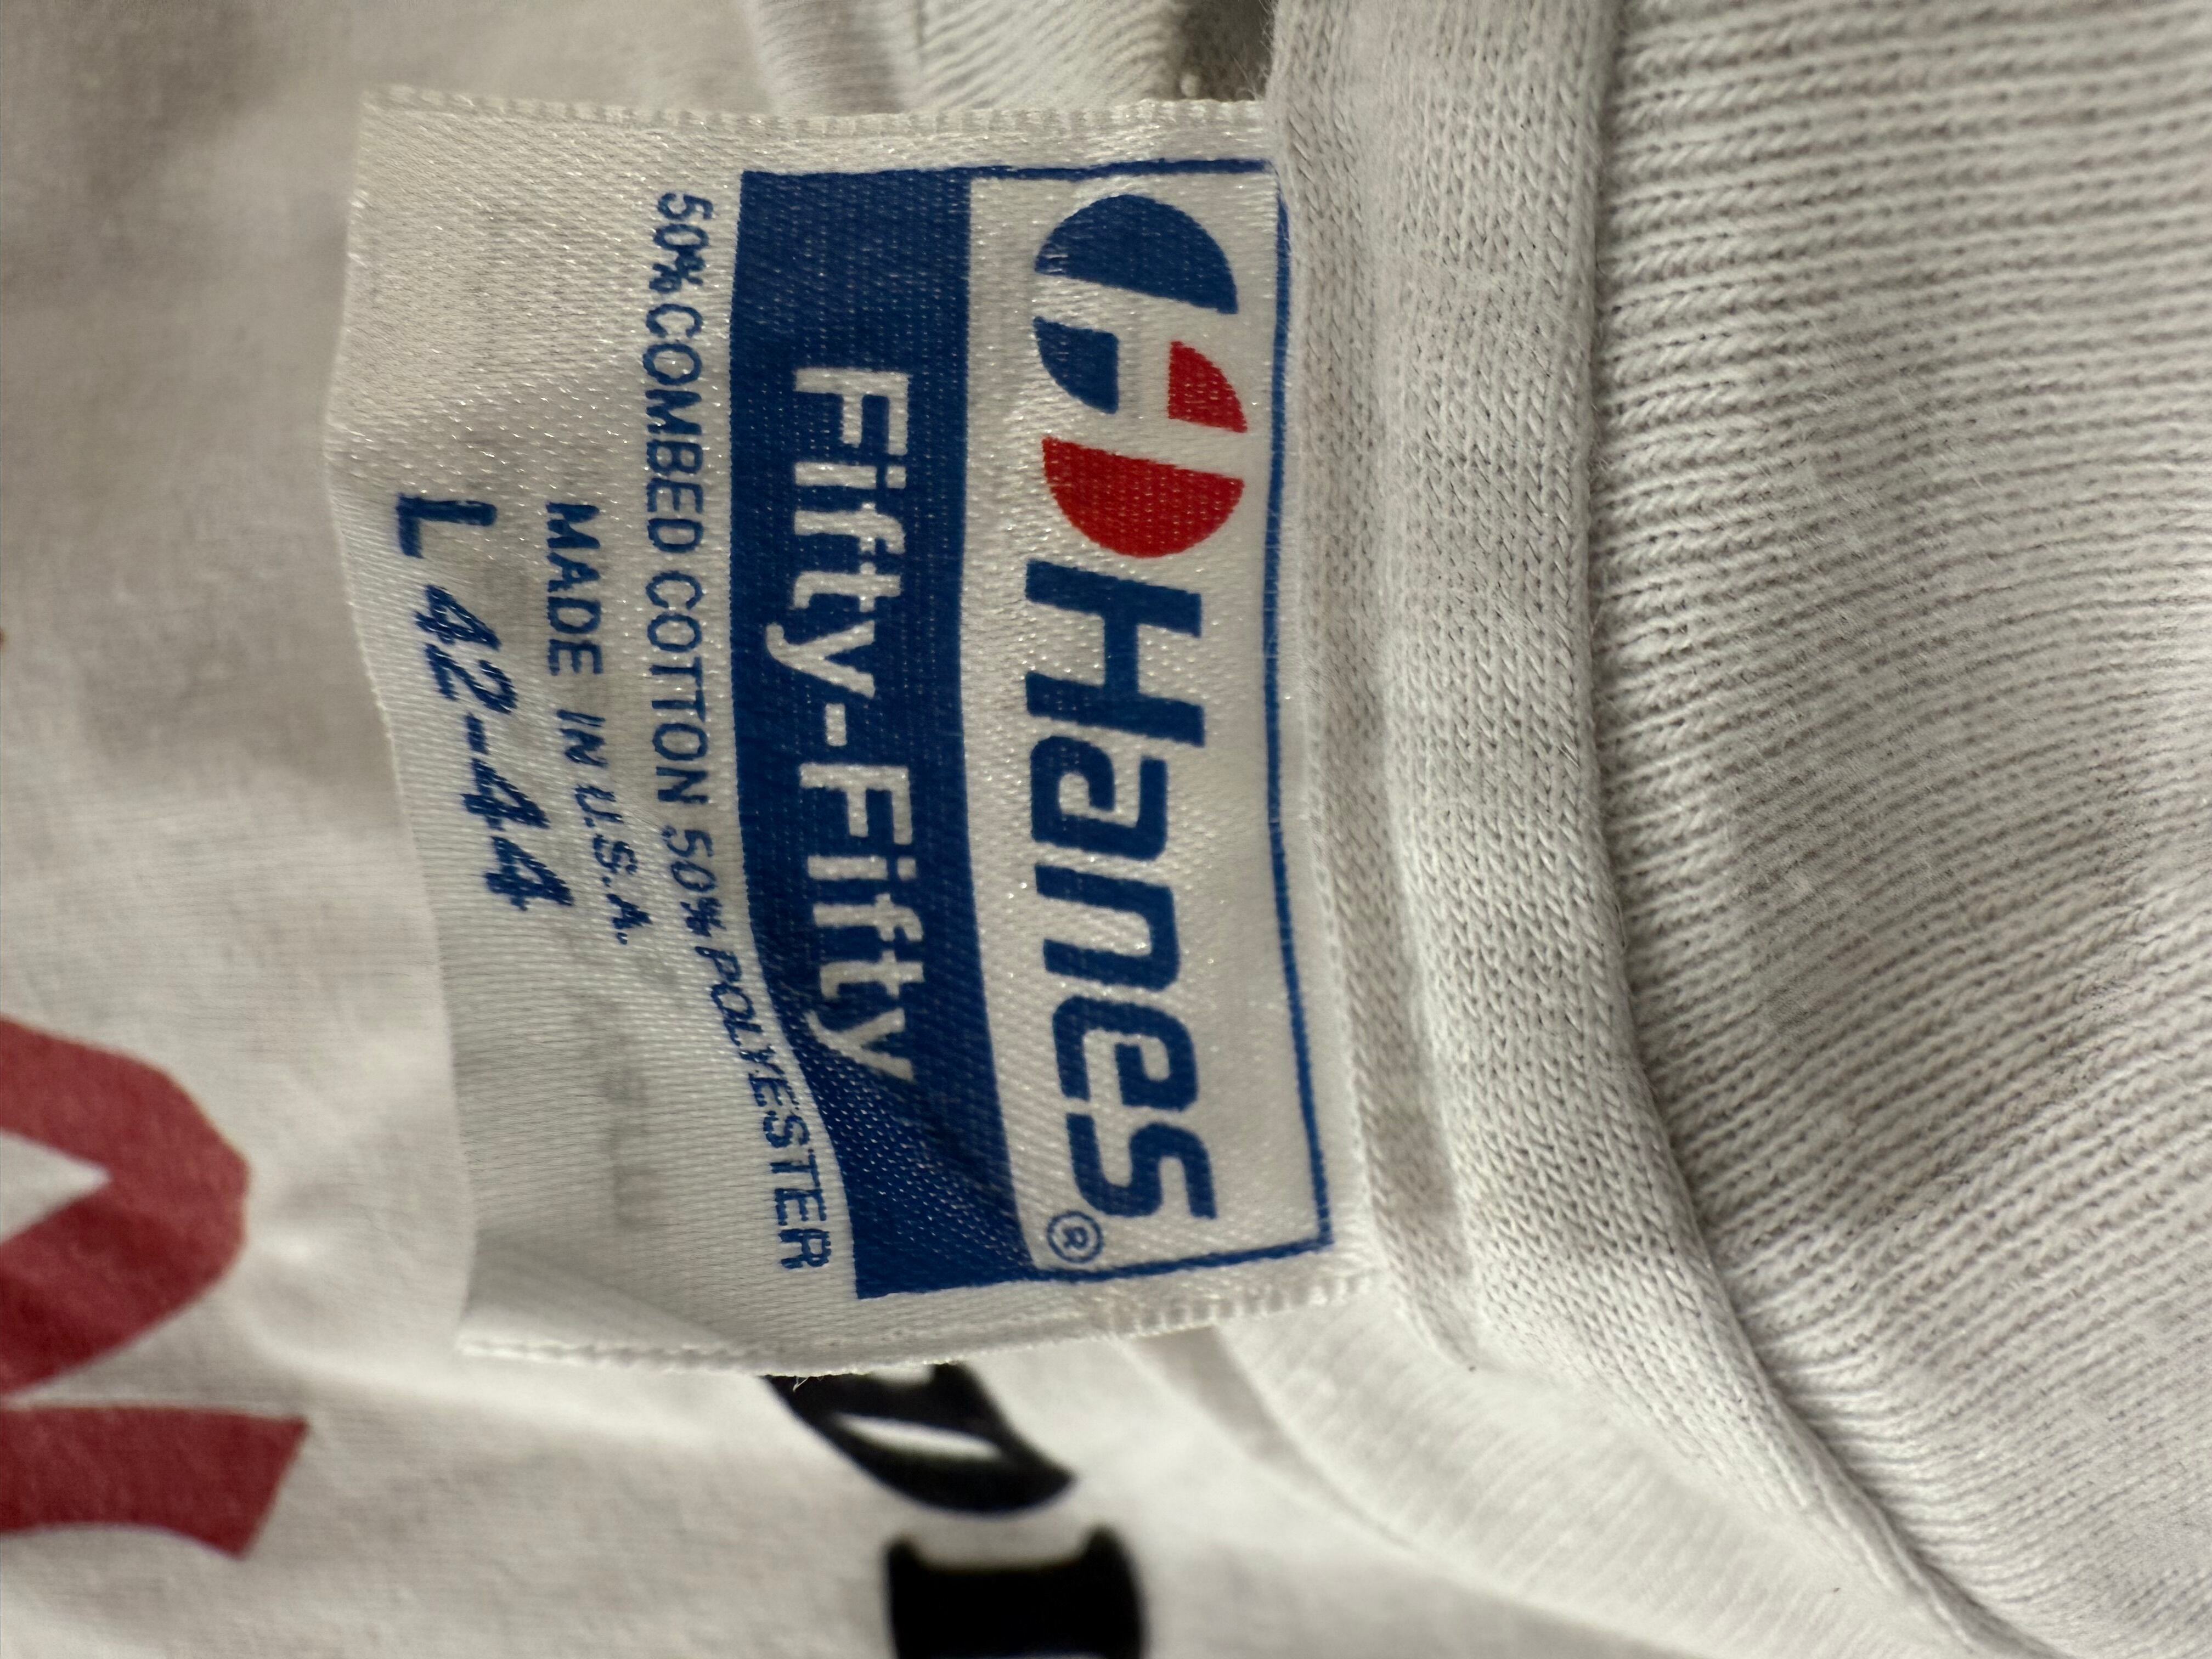 Hanes®
Fifty-Fifty
50% COMBED COTTON 50% POLYESTER
MADE IN U.S.A.
L 42-44